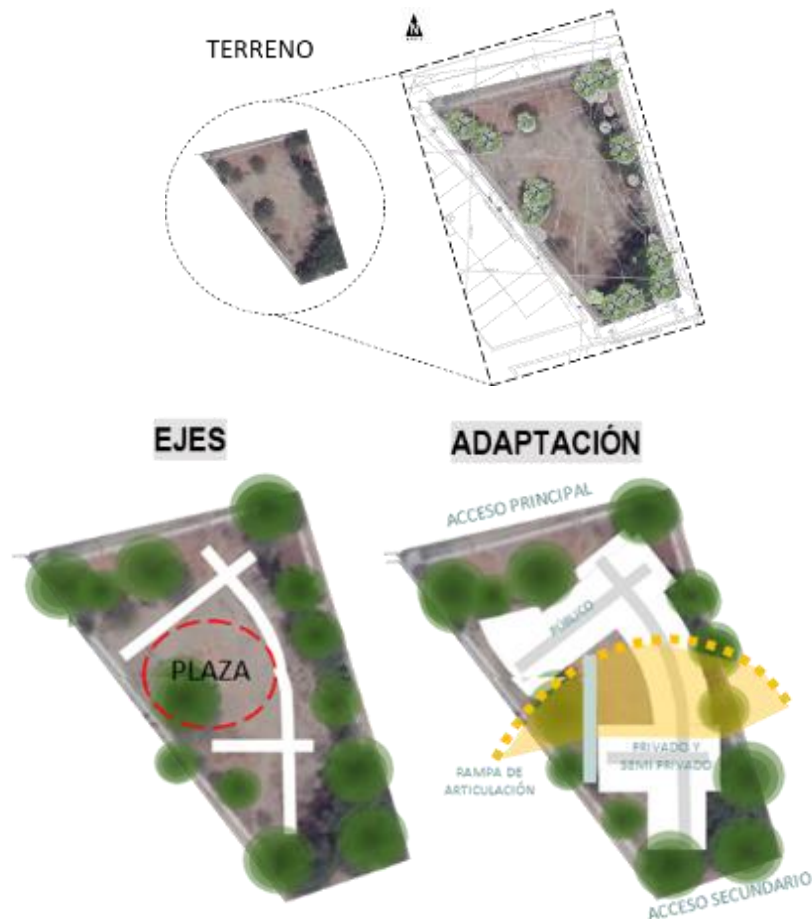 N
TERRENO
EJES
ADAPTACIÓN
ACCESO PRINCIPAL
PÚBLICO
PLAZA
PRIVADO Y
SEMI PRIVADO
RAMPA DE
ARTICULACIÓN
ACCESO SECUNDARIO